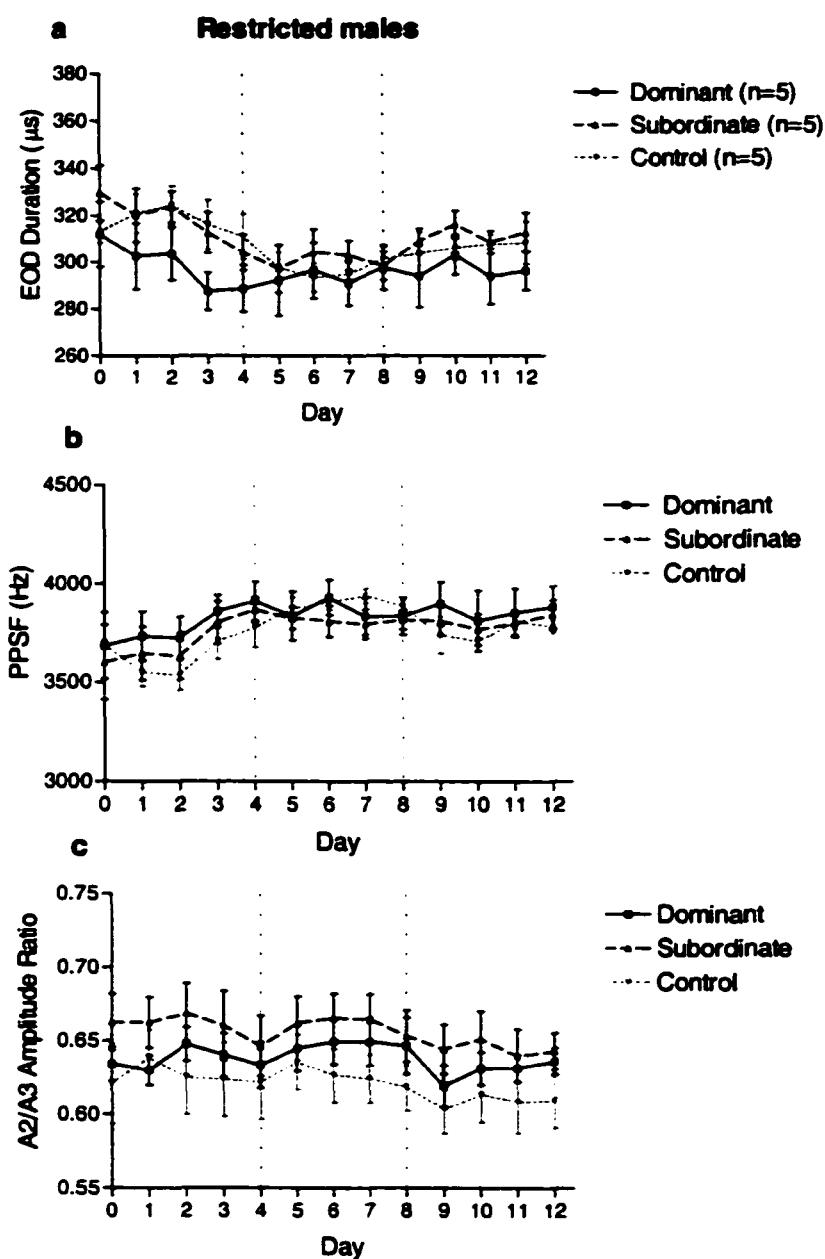 a Restricted males
380
360
340
320
300
280
260
EOD Duration (µs)
0 1 2 3 4 5 6 7 8 9 10 11 12
Day
Dominant (n=5)
Subordinate (n=5)
Control (n=5)
b
4500
4000
3500
3000
PPSF (Hz)
0 1 2 3 4 5 6 7 8 9 10 11 12
Day
Dominant
Subordinate
Control
c
0.75
0.70
0.65
0.60
0.55
A2/A3 Amplitude Ratio
0 1 2 3 4 5 6 7 8 9 10 11 12
Day
Dominant
Subordinate
Control